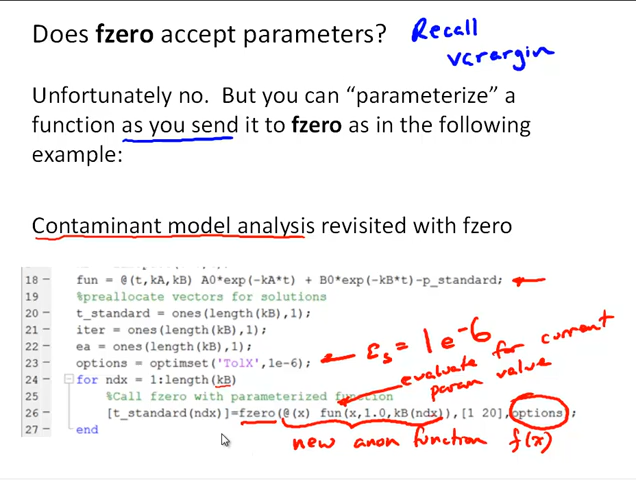 Does fzero accept parameters?
Recall
varargin
Unfortunately no. But you can “parameterize” a
function as you send it to fzero as in the following
example:
Contaminant model analysis revisited with fzero
18 – fun = @(t,kA,kB) A0*exp(-kA*t) + B0*exp(-kB*t)-p_standard;
19 %preallocate vectors for solutions
20 – t_standard = ones(length(kB),1);
21 – iter = ones(length(kB),1);
22 – ea = ones(length(kB),1);
23 – options = optimset('TolX',1e-6);
εs = 1e-6
24 – for ndx = 1:length(kB)
evaluate for current
param value
25 %Call fzero with parameterized function
26 – [t_standard(ndx)]=fzero(@(x) fun(x,1.0,kB(ndx)),[1 20],options);
27 – end
new anon function f(x)